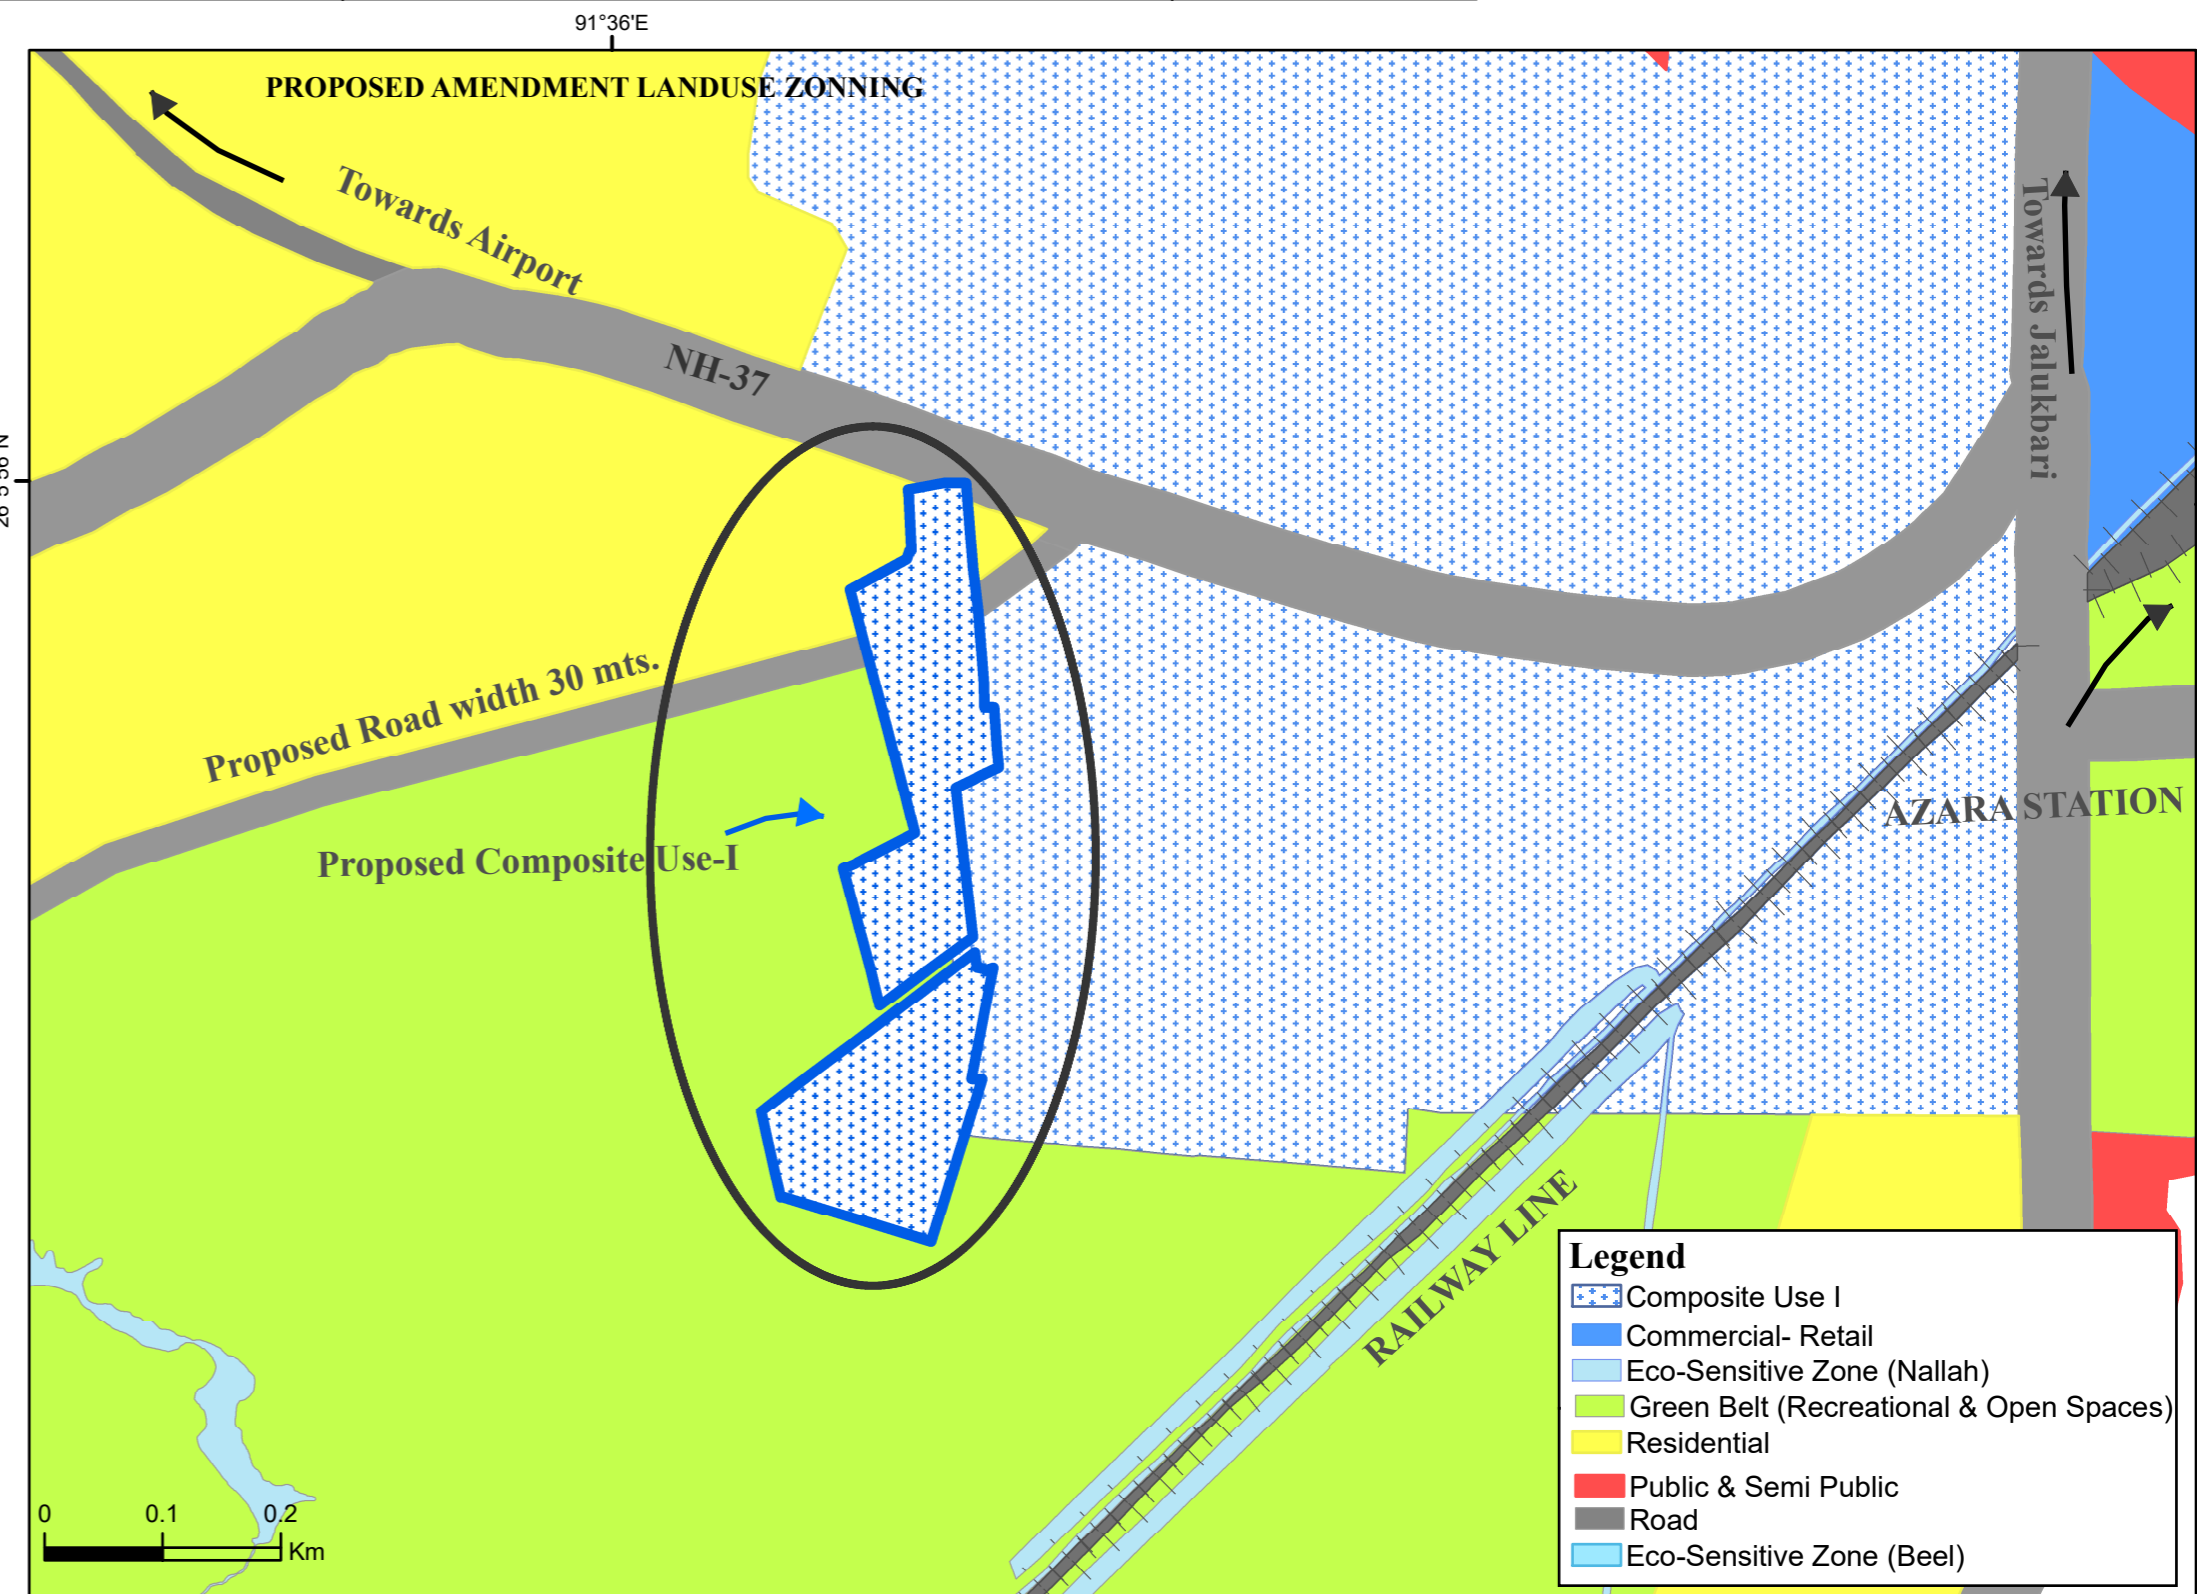 91°36'E
PROPOSED AMENDMENT LANDUSE ZONNING
Towards Airport
Towards Jalukbari
NH-37
Proposed Road width 30 mts.
AZARA STATION
Proposed Composite Use-I
RAILWAY LINE
Legend
Composite Use I
Commercial- Retail
Eco-Sensitive Zone (Nallah)
Green Belt (Recreational & Open Spaces)
Residential
Public & Semi Public
Road
Eco-Sensitive Zone (Beel)
0 0.1 0.2
Km